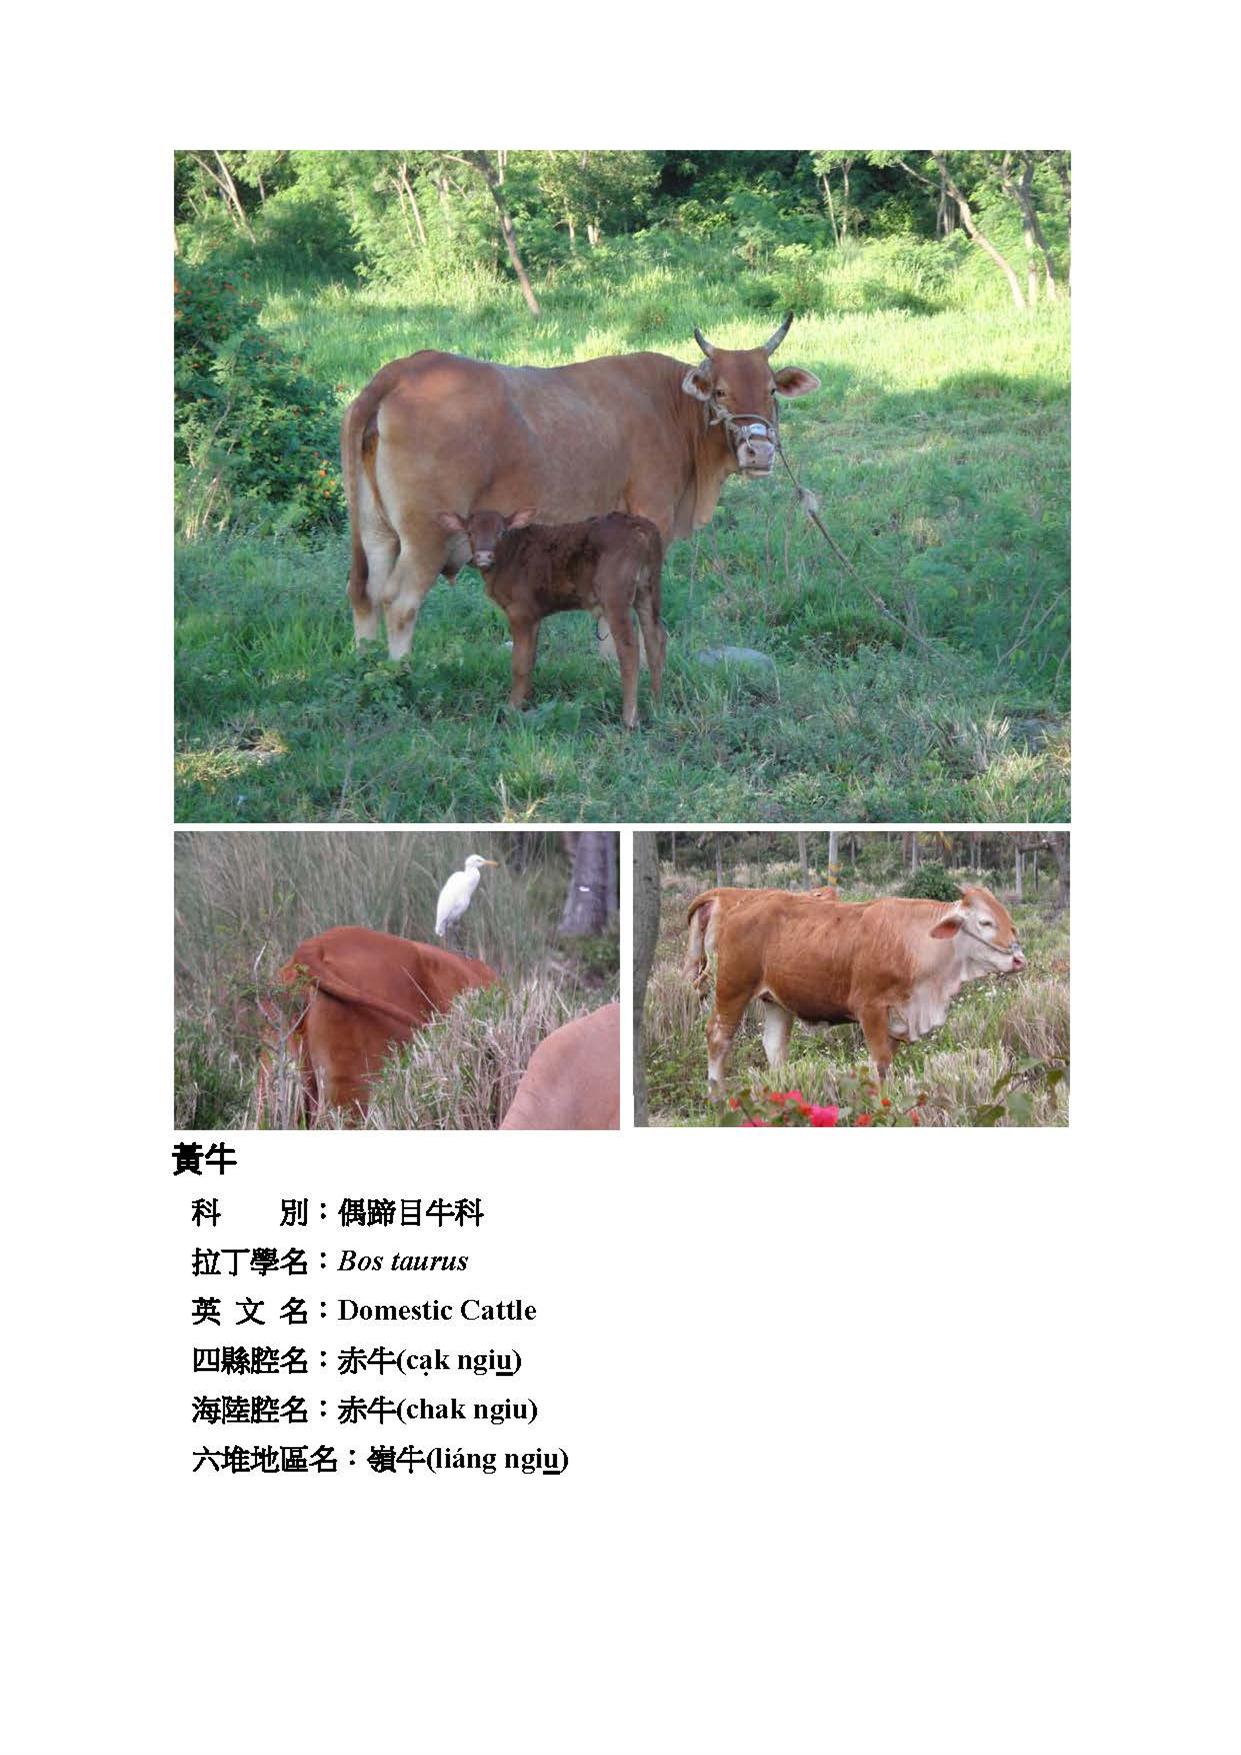 黃牛
科　　別：偶蹄目牛科
拉丁學名：Bos taurus
英 文 名：Domestic Cattle
四縣腔名：赤牛(cạk ngiu̲)
海陸腔名：赤牛(chak ngiu)
六堆地區名：嶺牛(liáng ngiu̲)